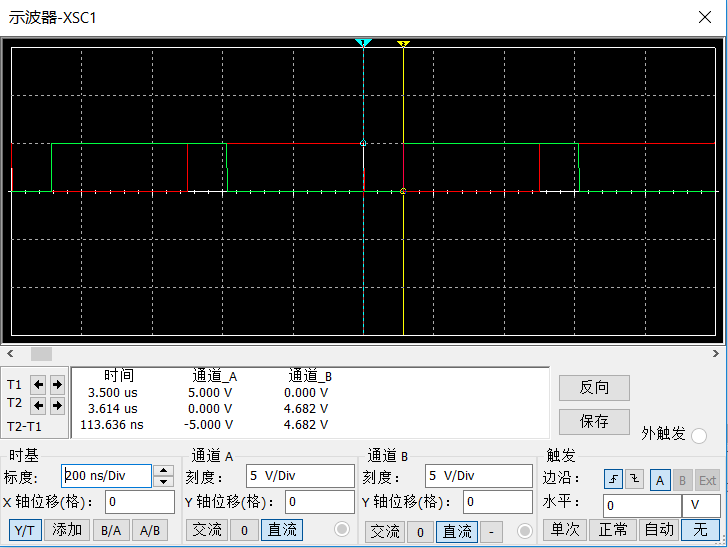 示波器-XSC1
1 2
时间 通道_A 通道_B
T1 3.500 us 5.000 V 0.000 V
T2 3.614 us 0.000 V 4.682 V
T2-T1 113.636 ns -5.000 V 4.682 V
反向
保存
外触发
时基 通道 A 通道 B 触发
标度: 200 ns/Div 刻度: 5 V/Div 刻度: 5 V/Div 边沿: A B Ext
X 轴位移(格): 0 Y 轴位移(格): 0 Y 轴位移(格): 0 水平: 0 V
Y/T 添加 B/A A/B 交流 0 直流 交流 0 直流 - 单次 正常 自动 无